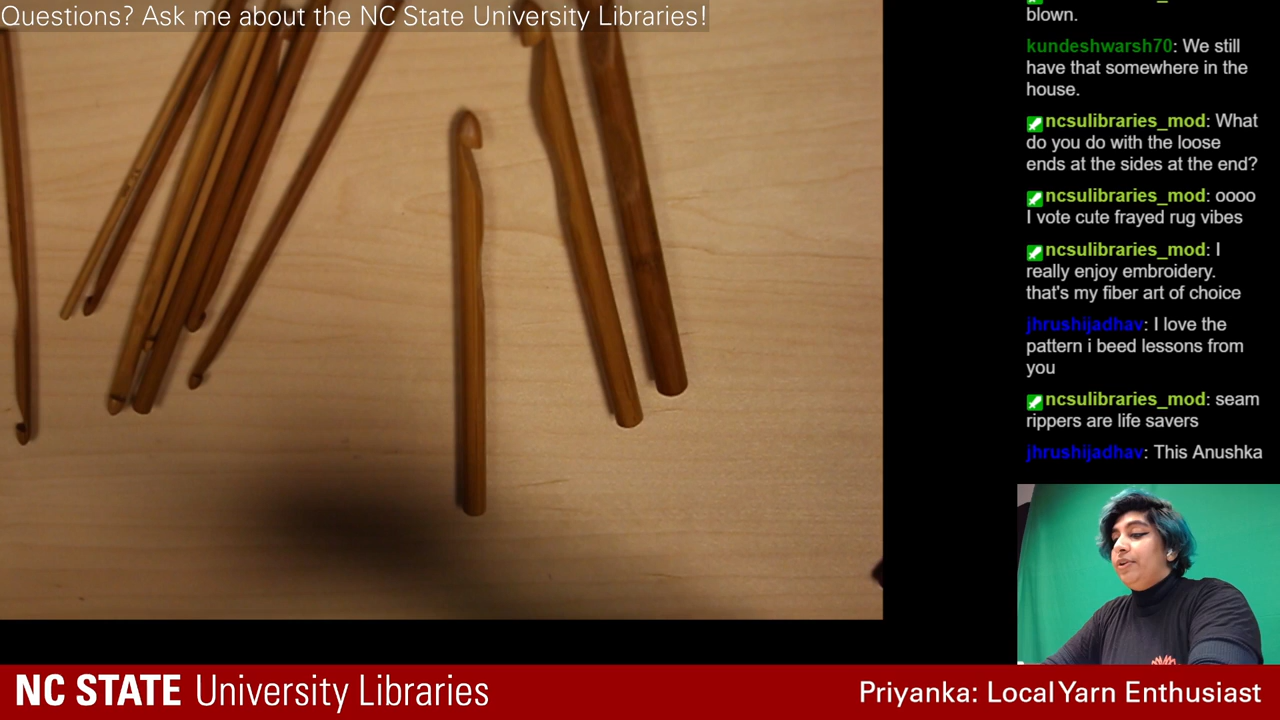 Questions? Ask me about the NC State University Libraries!
blown.
kundeshwarsh70: We still
have that somewhere in the
house.
ncsulibraries_mod: What
do you do with the loose
ends at the sides at the end?
ncsulibraries_mod: oooo
I vote cute frayed rug vibes
ncsulibraries_mod: I
really enjoy embroidery.
that's my fiber art of choice
jhrushijadhav: I love the
pattern i beed lessons from
you
ncsulibraries_mod: seam
rippers are life savers
jhrushijadhav: This Anushka
NC STATE University Libraries
Priyanka: Local Yarn Enthusiast